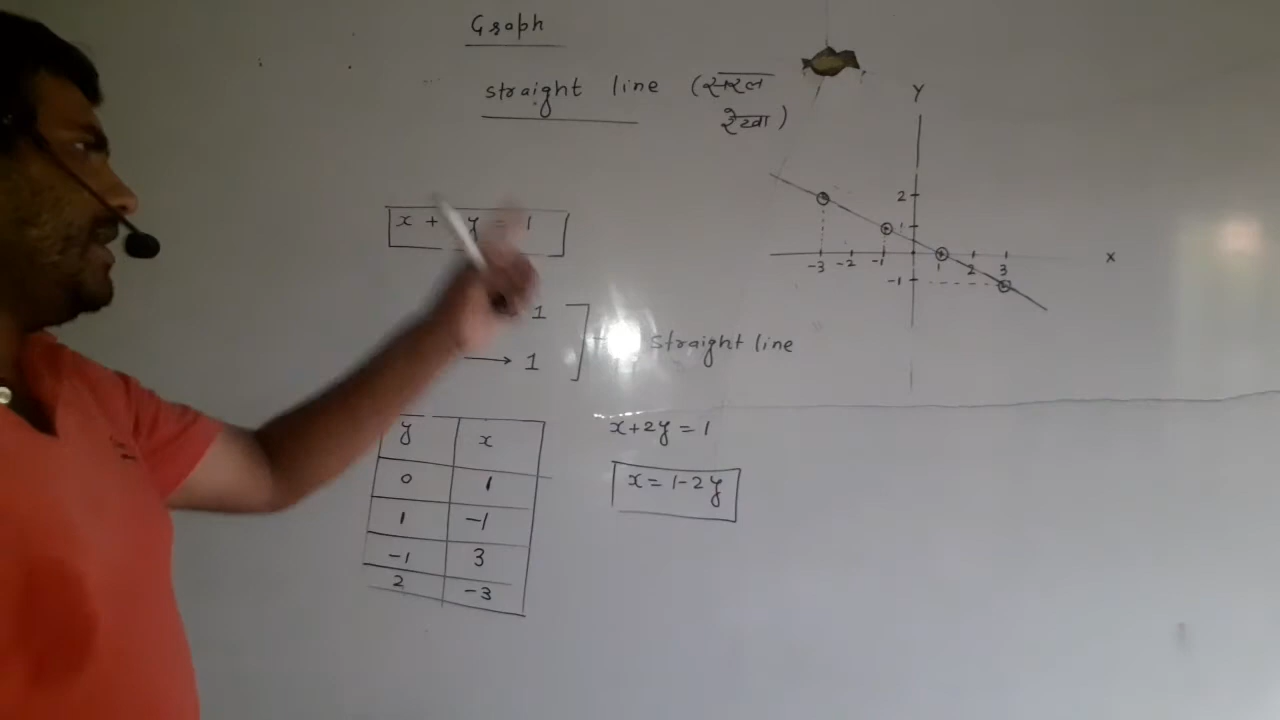 Graph
straight line (सरल
रेखा)
x + y = 1
1
→ 1
straight line
y x
0 1
1 -1
-1 3
2 -3
x+2y = 1
x = 1-2y
Y
2
1
-3 -2 -1 1 2 3 x
-1